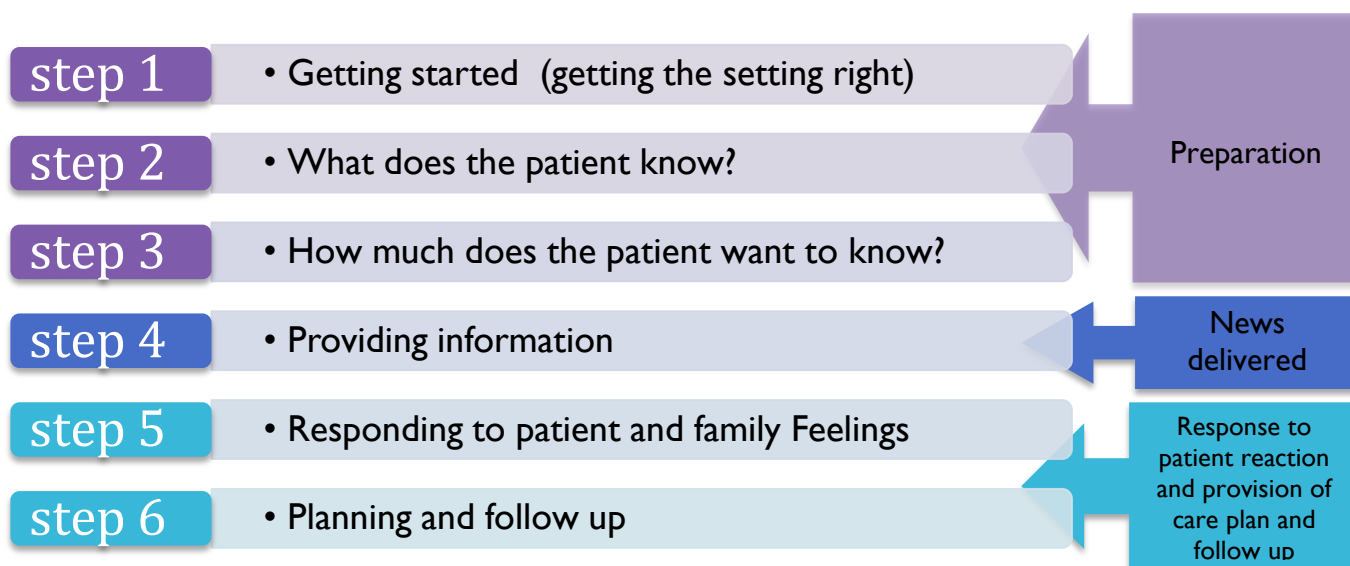 step 1
• Getting started (getting the setting right)
step 2
• What does the patient know?
step 3
• How much does the patient want to know?
Preparation
step 4
• Providing information
News
delivered
step 5
• Responding to patient and family Feelings
step 6
• Planning and follow up
Response to
patient reaction
and provision of
care plan and
follow up